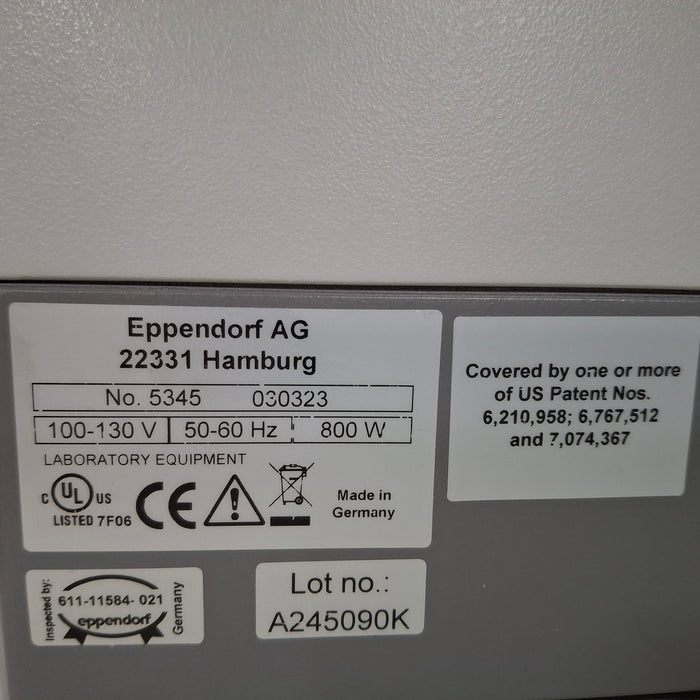 Eppendorf AG
22331 Hamburg
No. 5345 030323
100-130 V 50-60 Hz 800 W
LABORATORY EQUIPMENT
C UL US
LISTED 7F06
CE
Made in
Germany
Covered by one or more
of US Patent Nos.
6,210,958; 6,767,512
and 7,074,367
Inspected by:
611-11584- 021
eppendorf
Germany
Lot no.:
A245090K